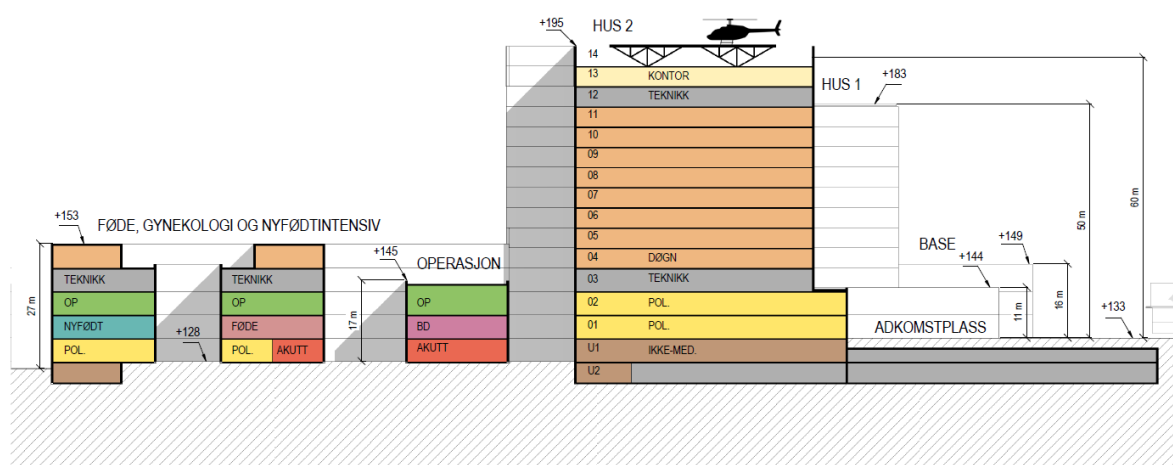 +195
HUS 2
14
13 KONTOR
12 TEKNIKK
11
10
09
08
07
06
05
04 DØGN
03 TEKNIKK
02 POL.
01 POL.
U1 IKKE-MED.
U2
HUS 1
+183
60 m
50 m
BASE
+149
+144
16 m
11 m
+133
ADKOMSTPLASS
+153
FØDE, GYNEKOLOGI OG NYFØDTINTENSIV
27 m
TEKNIKK
OP
NYFØDT
POL.
+128
TEKNIKK
OP
FØDE
POL. AKUTT
+145
OPERASJON
17 m
OP
BD
AKUTT